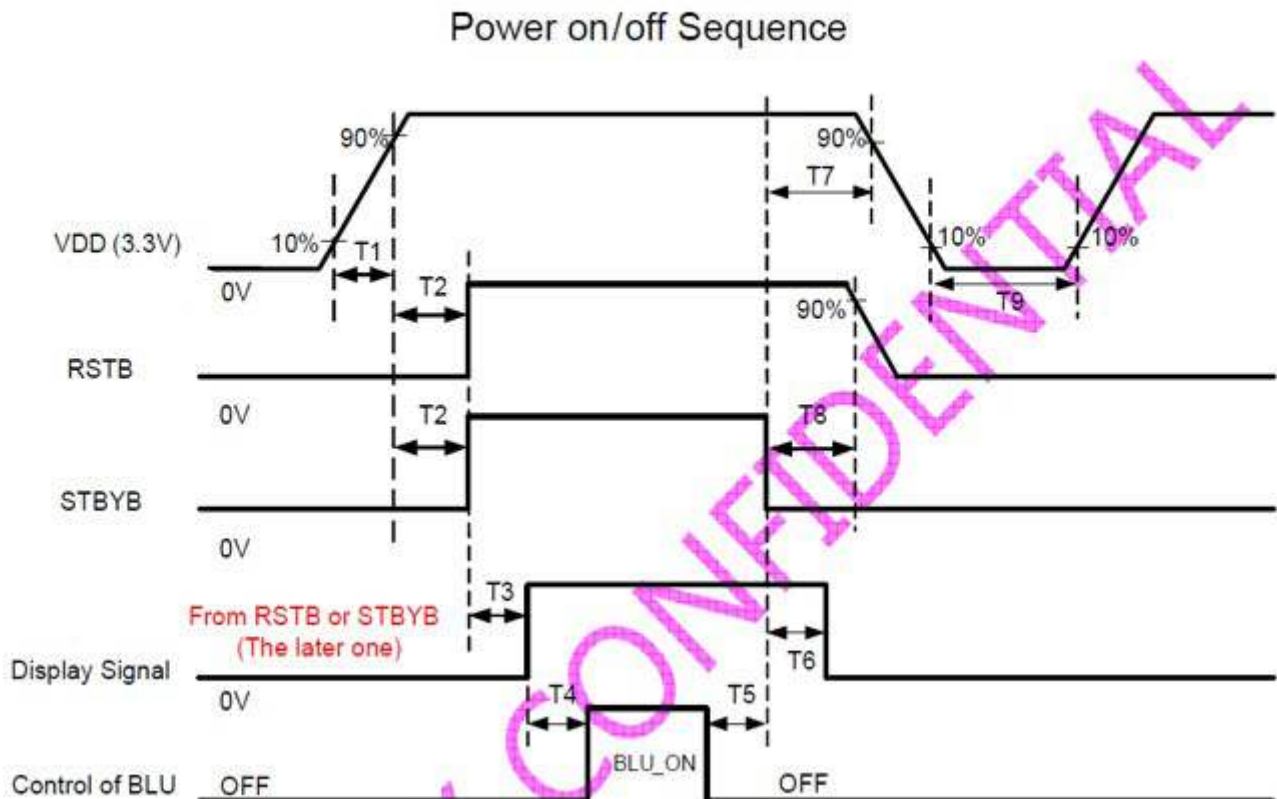 Power on/off Sequence
90%
90%
T7
VDD (3.3V)
10%
T1
10%
10%
0V
T2
T9
90%
RSTB
0V
T2
T8
STBYB
0V
T3
From RSTB or STBYB
(The later one)
T6
Display Signal
0V
T4
T5
BLU_ON
Control of BLU
OFF
OFF
CONFIDENTIAL